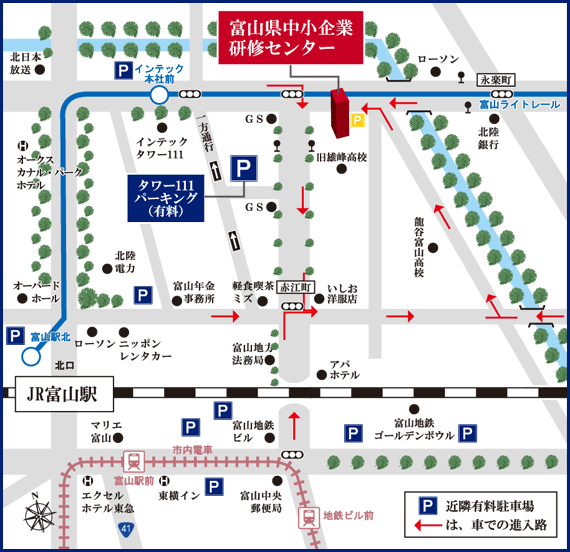 富山県中小企業
研修センター
北日本
放送
P
インテック
本社前
ローソン
永楽町
富山ライトレール
GS
P
インテック
タワー111
一方通行
北陸
銀行
H
オークス
カナル・パーク
ホテル
P
旧雄峰高校
タワー111
パーキング
(有料)
GS
龍谷富山高校
北陸
電力
オーバード
ホール
P
富山年金
事務所
軽食喫茶
ミズ
赤江町
いしお
洋服店
P
富山駅北
ローソン
ニッポン
レンタカー
富山地方
法務局
北口
アパ
ホテル
JR富山駅
マリエ
富山
P
P
富山地鉄
ビル
P
富山地鉄
ゴールデンボウル
P
市内電車
富山駅前
H
エクセル
ホテル東急
H
東横イン
P
富山中央
郵便局
地鉄ビル前
N
41
P
近隣有料駐車場
は、車での進入路